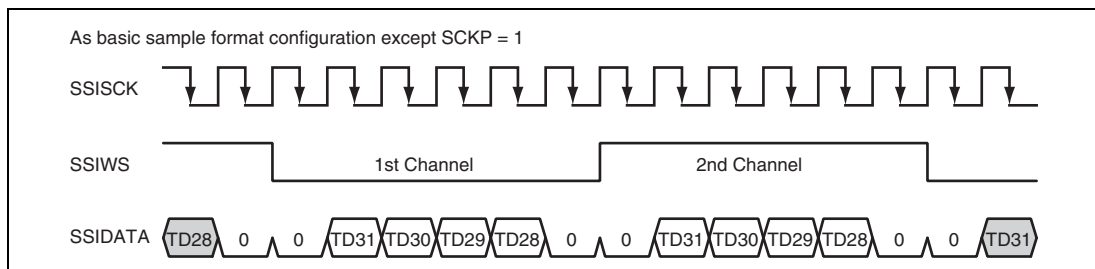 As basic sample format configuration except SCKP = 1
SSISCK
SSIWS 1st Channel 2nd Channel
SSIDATA TD28 0 0 TD31 TD30 TD29 TD28 0 0 TD31 TD30 TD29 TD28 0 0 TD31